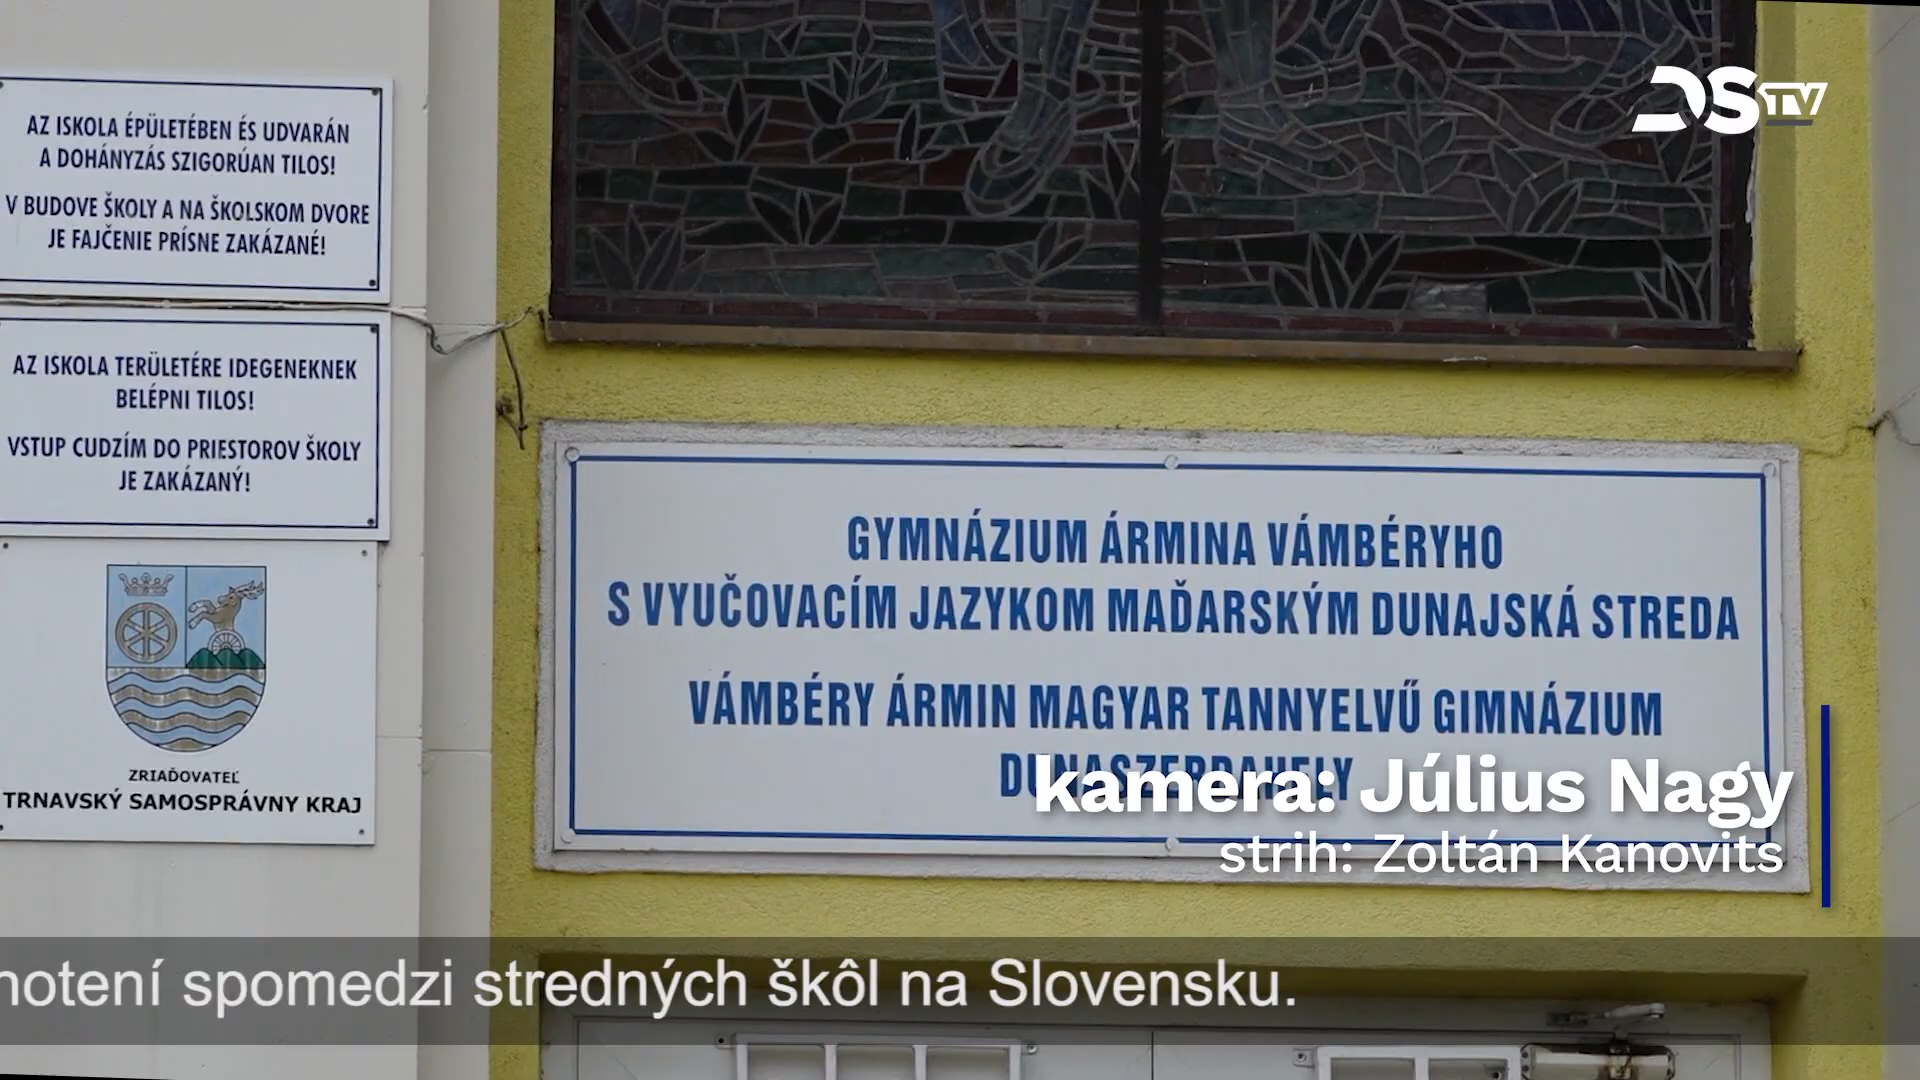 AZ ISKOLA ÉPÜLETÉBEN ÉS UDVARÁN
A DOHÁNYZÁS SZIGORÚAN TILOS!
V BUDOVE ŠKOLY A NA ŠKOLSKOM DVORE
JE FAJČENIE PRÍSNE ZAKÁZANÉ!
AZ ISKOLA TERÜLETÉRE IDEGENEKNEK
BELÉPNI TILOS!
VSTUP CUDZÍM DO PRIESTOROV ŠKOLY
JE ZAKÁZANÝ!
ZRIAĎOVATEĽ
TRNAVSKÝ SAMOSPRÁVNY KRAJ
DSTV
GYMNÁZIUM ÁRMINA VÁMBÉRYHO
S VYUČOVACÍM JAZYKOM MAĎARSKÝM DUNAJSKÁ STREDA
VÁMBÉRY ÁRMIN MAGYAR TANNYELVŰ GIMNÁZIUM
DUNASZERDAHELY
kamera: Július Nagy
strih: Zoltán Kanovits
spomedzi stredných škôl na Slovensku.